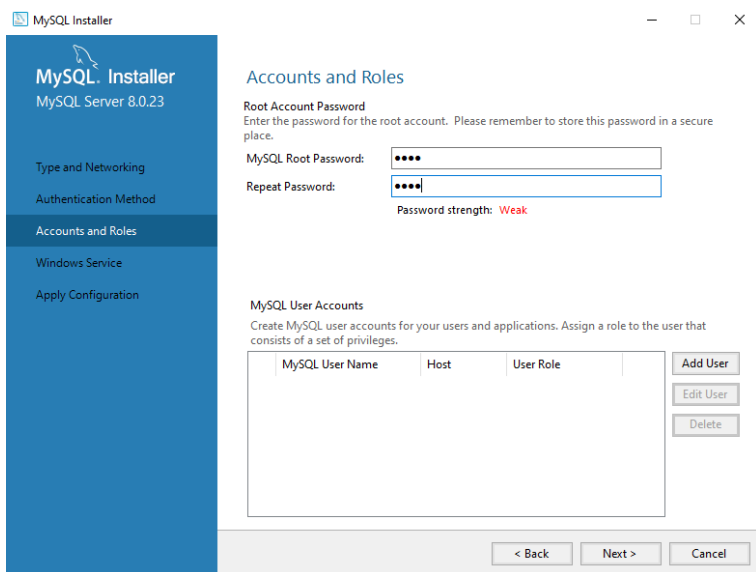 MySQL Installer
MySQL. Installer
MySQL Server 8.0.23
Type and Networking
Authentication Method
Accounts and Roles
Windows Service
Apply Configuration
Accounts and Roles
Root Account Password
Enter the password for the root account. Please remember to store this password in a secure
place.
MySQL Root Password: ••••
Repeat Password: ••••
Password strength: Weak
MySQL User Accounts
Create MySQL user accounts for your users and applications. Assign a role to the user that
consists of a set of privileges.
MySQL User Name Host User Role
Add User
Edit User
Delete
< Back Next > Cancel